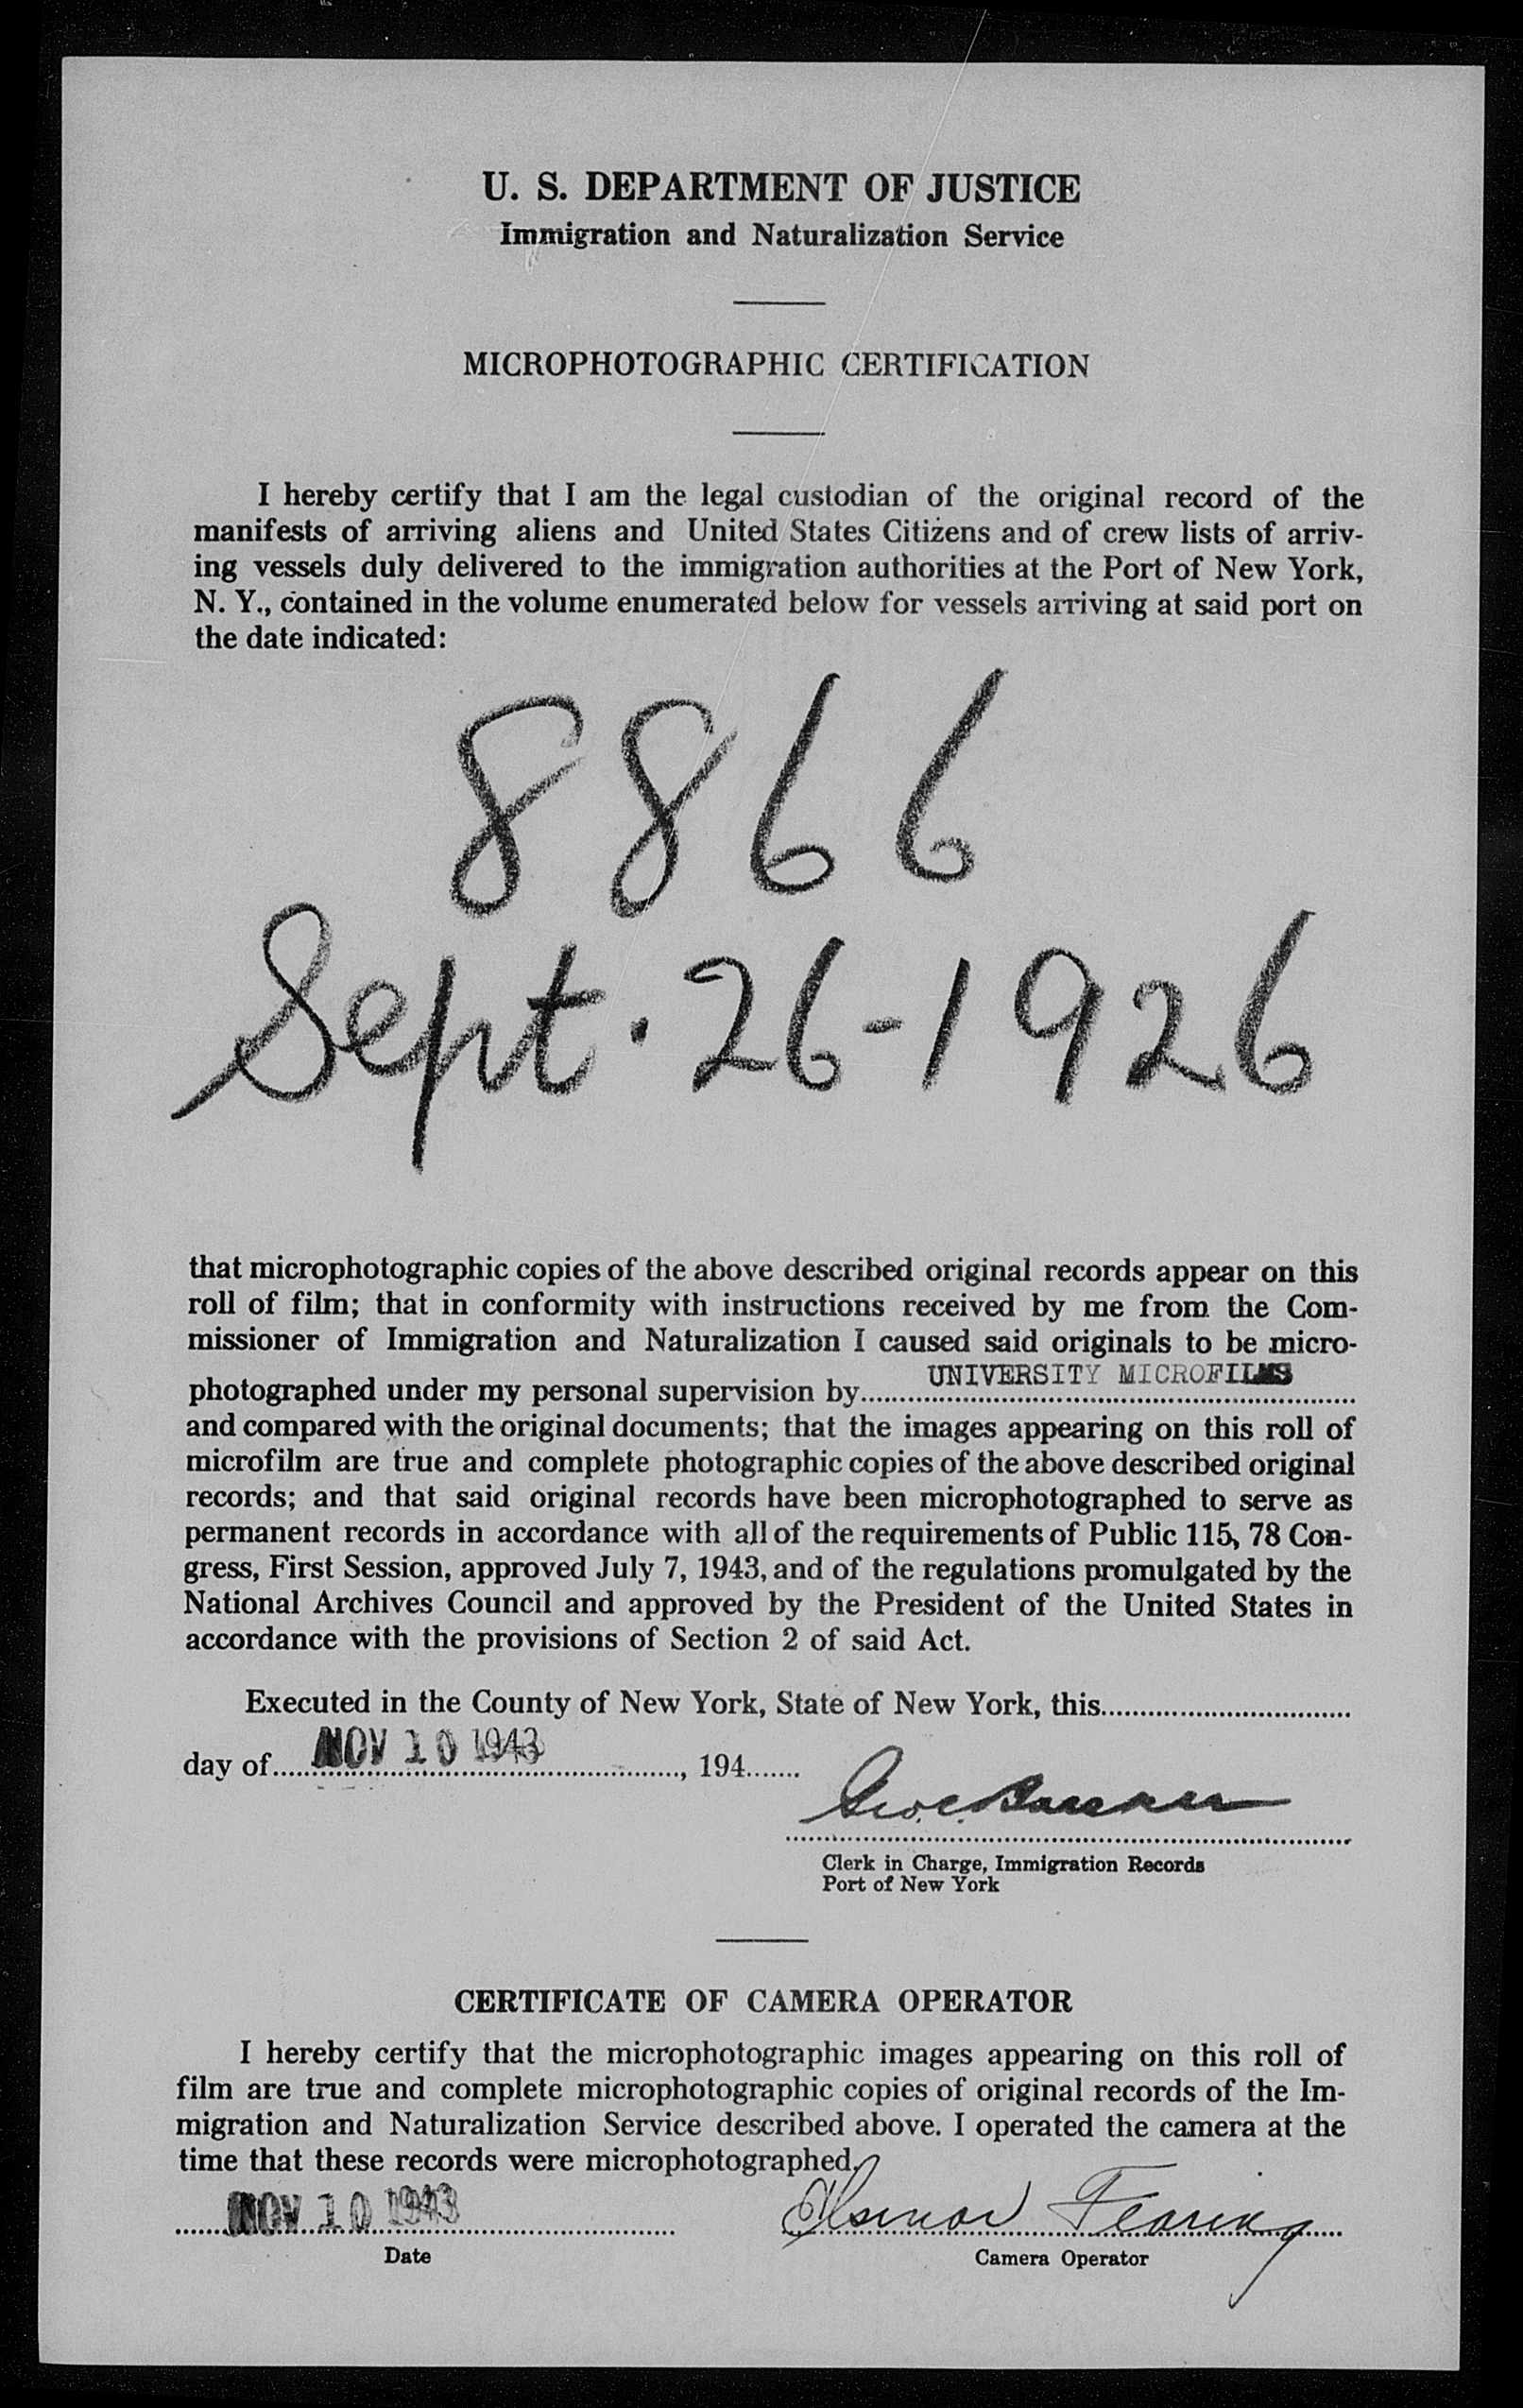 U. S. DEPARTMENT OF JUSTICE
Immigration and Naturalization Service
MICROPHOTOGRAPHIC CERTIFICATION
I hereby certify that I am the legal custodian of the original record of the
manifests of arriving aliens and United States Citizens and of crew lists of arriv-
ing vessels duly delivered to the immigration authorities at the Port of New York,
N. Y., contained in the volume enumerated below for vessels arriving at said port on
the date indicated:
8866
Sept. 26-1926
that microphotographic copies of the above described original records appear on this
roll of film; that in conformity with instructions received by me from the Com-
missioner of Immigration and Naturalization I caused said originals to be micro-
photographed under my personal supervision by UNIVERSITY MICROFILMS
and compared with the original documents; that the images appearing on this roll of
microfilm are true and complete photographic copies of the above described original
records; and that said original records have been microphotographed to serve as
permanent records in accordance with all of the requirements of Public 115, 78 Con-
gress, First Session, approved July 7, 1943, and of the regulations promulgated by the
National Archives Council and approved by the President of the United States in
accordance with the provisions of Section 2 of said Act.
Executed in the County of New York, State of New York, this
day of NOV 10 1943, 194
Clerk in Charge, Immigration Records
Port of New York
CERTIFICATE OF CAMERA OPERATOR
I hereby certify that the microphotographic images appearing on this roll of
film are true and complete microphotographic copies of original records of the Im-
migration and Naturalization Service described above. I operated the camera at the
time that these records were microphotographed.
NOV 10 1943 Fearing
Date Camera Operator